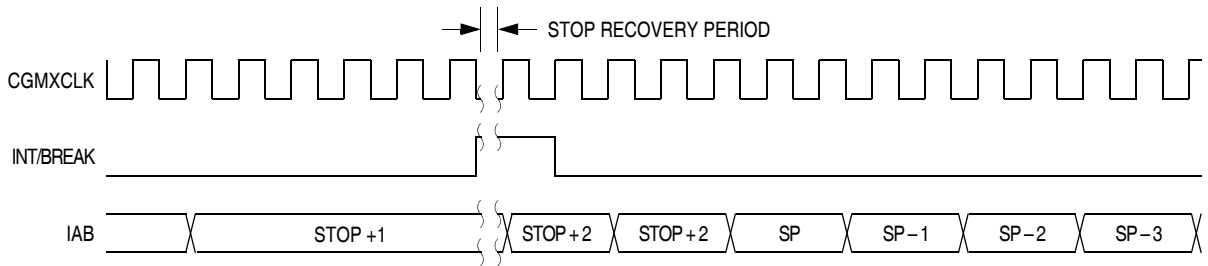 STOP RECOVERY PERIOD
CGMXCLK
INT/BREAK
IAB STOP +1 STOP + 2 STOP + 2 SP SP – 1 SP – 2 SP – 3